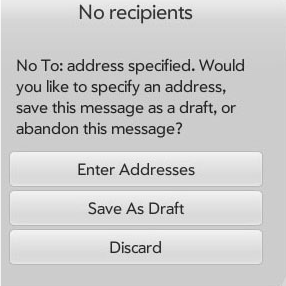 No recipients
No To: address specified. Would
you like to specify an address,
save this message as a draft, or
abandon this message?
Enter Addresses
Save As Draft
Discard